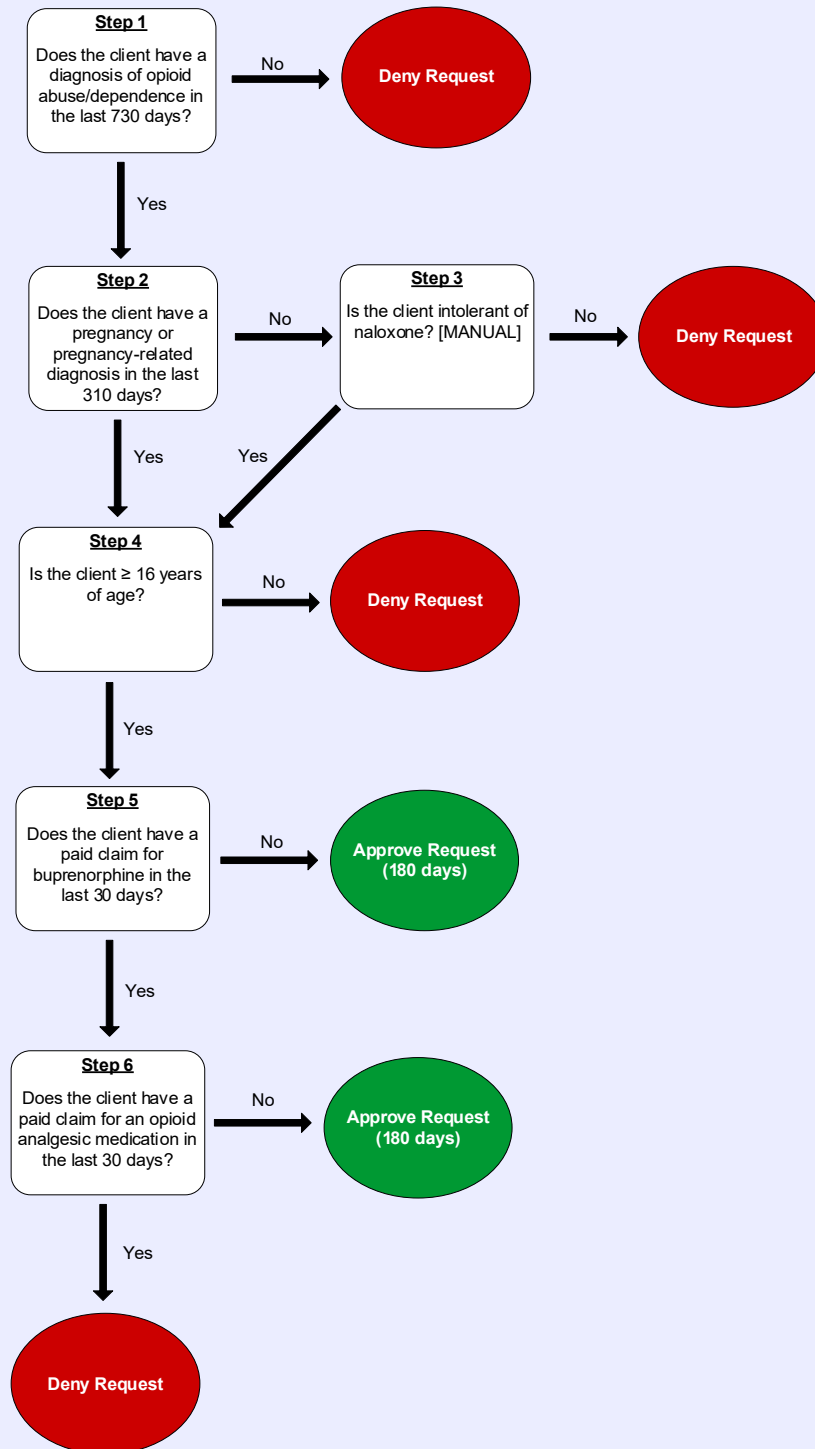 Step 1
Does the client have a
diagnosis of opioid
abuse/dependence in
the last 730 days?
No
Deny Request
Yes
Step 2
Does the client have a
pregnancy or
pregnancy-related
diagnosis in the last
310 days?
No
Step 3
Is the client intolerant of
naloxone? [MANUAL]
No
Deny Request
Yes
Yes
Step 4
Is the client ≥ 16 years
of age?
No
Deny Request
Yes
Step 5
Does the client have a
paid claim for
buprenorphine in the
last 30 days?
No
Approve Request
(180 days)
Yes
Step 6
Does the client have a
paid claim for an opioid
analgesic medication in
the last 30 days?
No
Approve Request
(180 days)
Yes
Deny Request